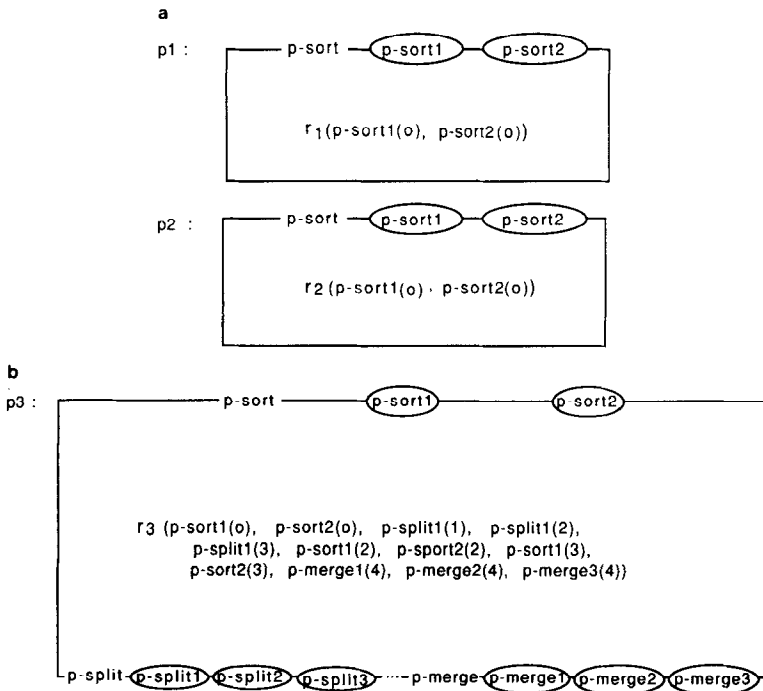 a
p1 : p-sort p-sort1 p-sort2
r1(p-sort1(o), p-sort2(o))
p2 : p-sort p-sort1 p-sort2
r2(p-sort1(o), p-sort2(o))
b
p3 : p-sort p-sort1 p-sort2
r3 (p-sort1(o), p-sort2(o), p-split1(1), p-split1(2),
p-split1(3), p-sort1(2), p-sport2(2), p-sort1(3),
p-sort2(3), p-merge1(4), p-merge2(4), p-merge3(4))
p-split p-split1 p-split2 p-split3 ---- p-merge p-merge1 p-merge2 p-merge3